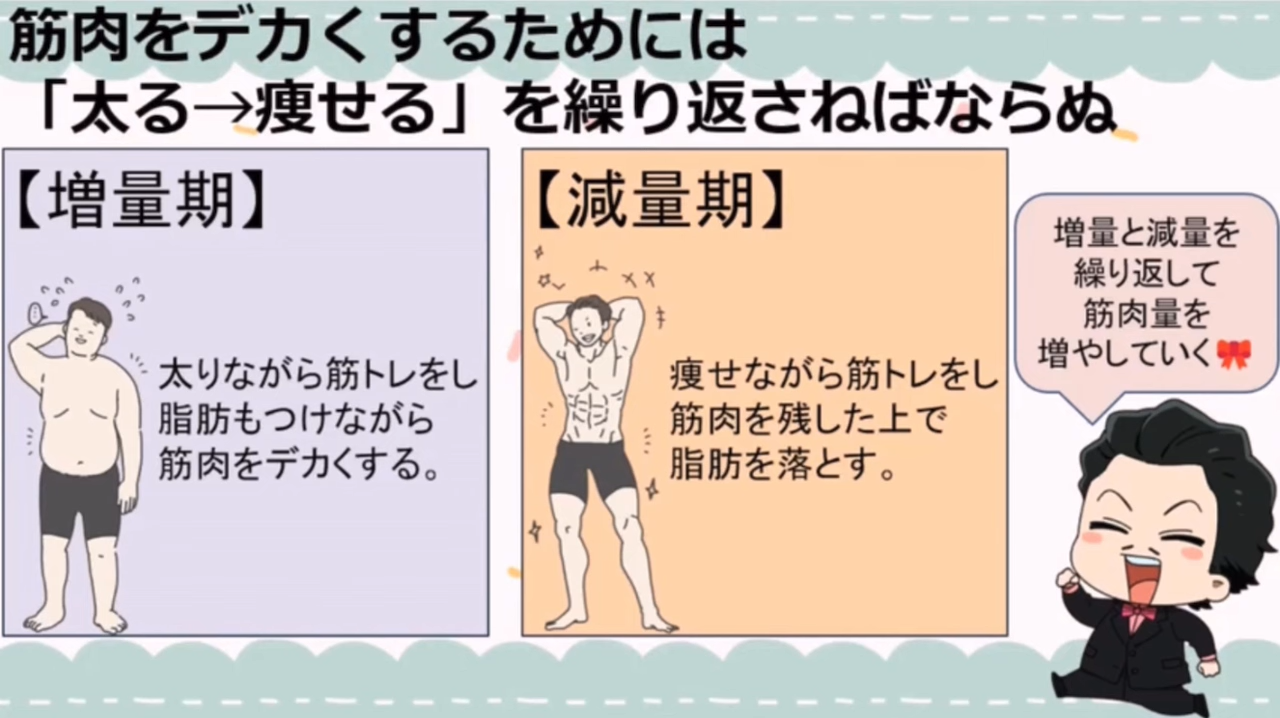 筋肉をデカくするためには
「太る→痩せる」を繰り返さねばならぬ
【増量期】
太りながら筋トレをし
脂肪もつけながら
筋肉をデカくする。
【減量期】
痩せながら筋トレをし
筋肉を残した上で
脂肪を落とす。
増量と減量を
繰り返して
筋肉量を
増やしていく🎀